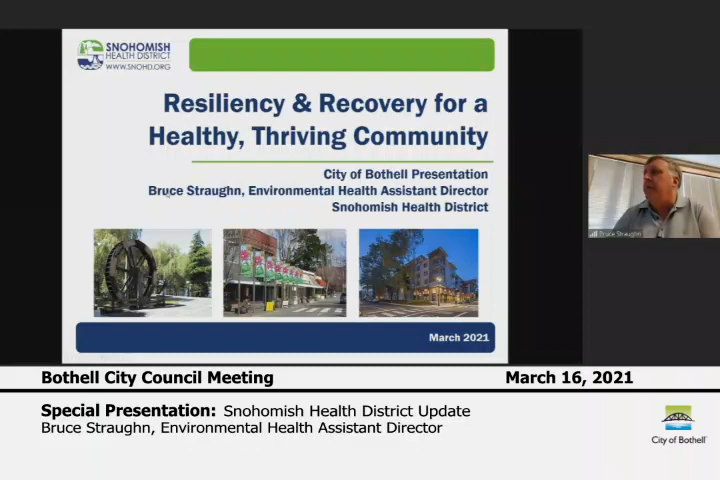 SNOHOMISH
HEALTH DISTRICT
WWW.SNOHD.ORG
Resiliency & Recovery for a
Healthy, Thriving Community
City of Bothell Presentation
Bruce Straughn, Environmental Health Assistant Director
Snohomish Health District
March 2021
Bruce Straughn
Bothell City Council Meeting March 16, 2021
Special Presentation: Snohomish Health District Update
Bruce Straughn, Environmental Health Assistant Director
City of Bothell